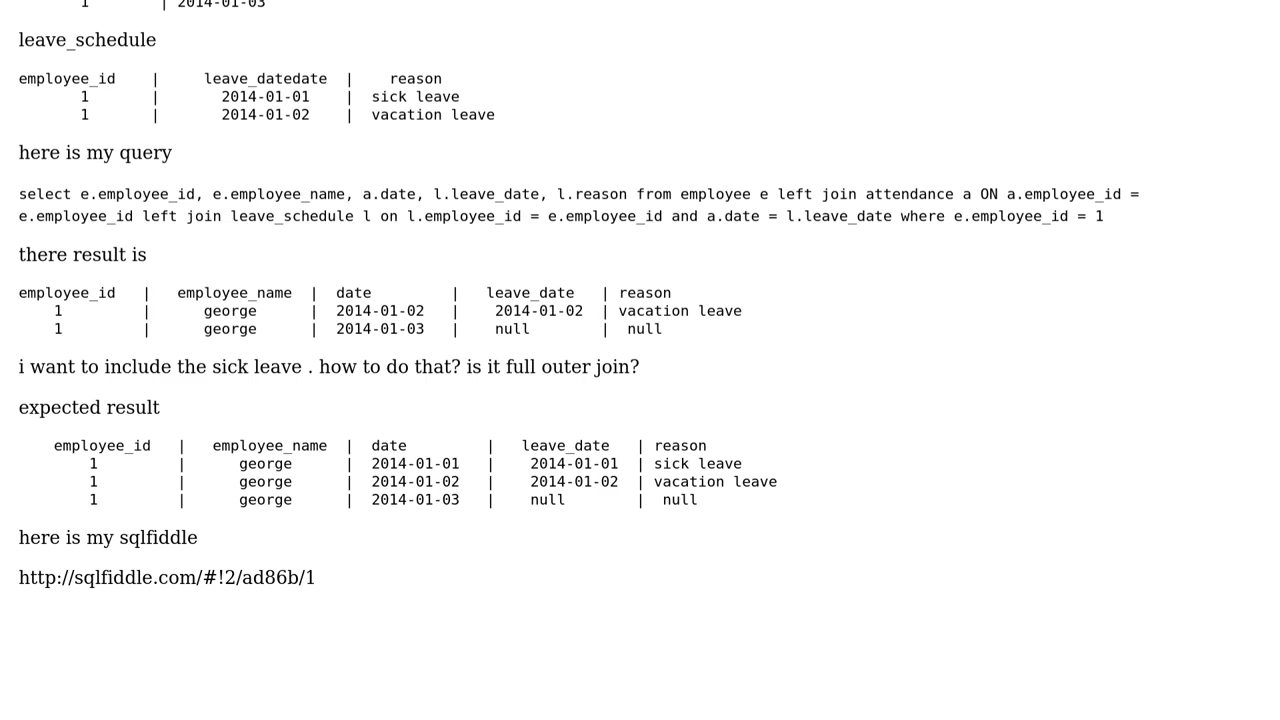 1         | 2014-01-03
leave_schedule
employee_id    |     leave_datedate  |    reason
       1       |       2014-01-01    |  sick leave
       1       |       2014-01-02    |  vacation leave
here is my query
select e.employee_id, e.employee_name, a.date, l.leave_date, l.reason from employee e left join attendance a ON a.employee_id =
e.employee_id left join leave_schedule l on l.employee_id = e.employee_id and a.date = l.leave_date where e.employee_id = 1
there result is
employee_id   |   employee_name  |  date         |   leave_date   | reason
    1         |      george      |  2014-01-02   |    2014-01-02  | vacation leave
    1         |      george      |  2014-01-03   |    null        |  null
i want to include the sick leave . how to do that? is it full outer join?
expected result
    employee_id   |   employee_name  |  date         |   leave_date   | reason
        1         |      george      |  2014-01-01   |    2014-01-01  | sick leave
        1         |      george      |  2014-01-02   |    2014-01-02  | vacation leave
        1         |      george      |  2014-01-03   |    null        |  null
here is my sqlfiddle
http://sqlfiddle.com/#!2/ad86b/1